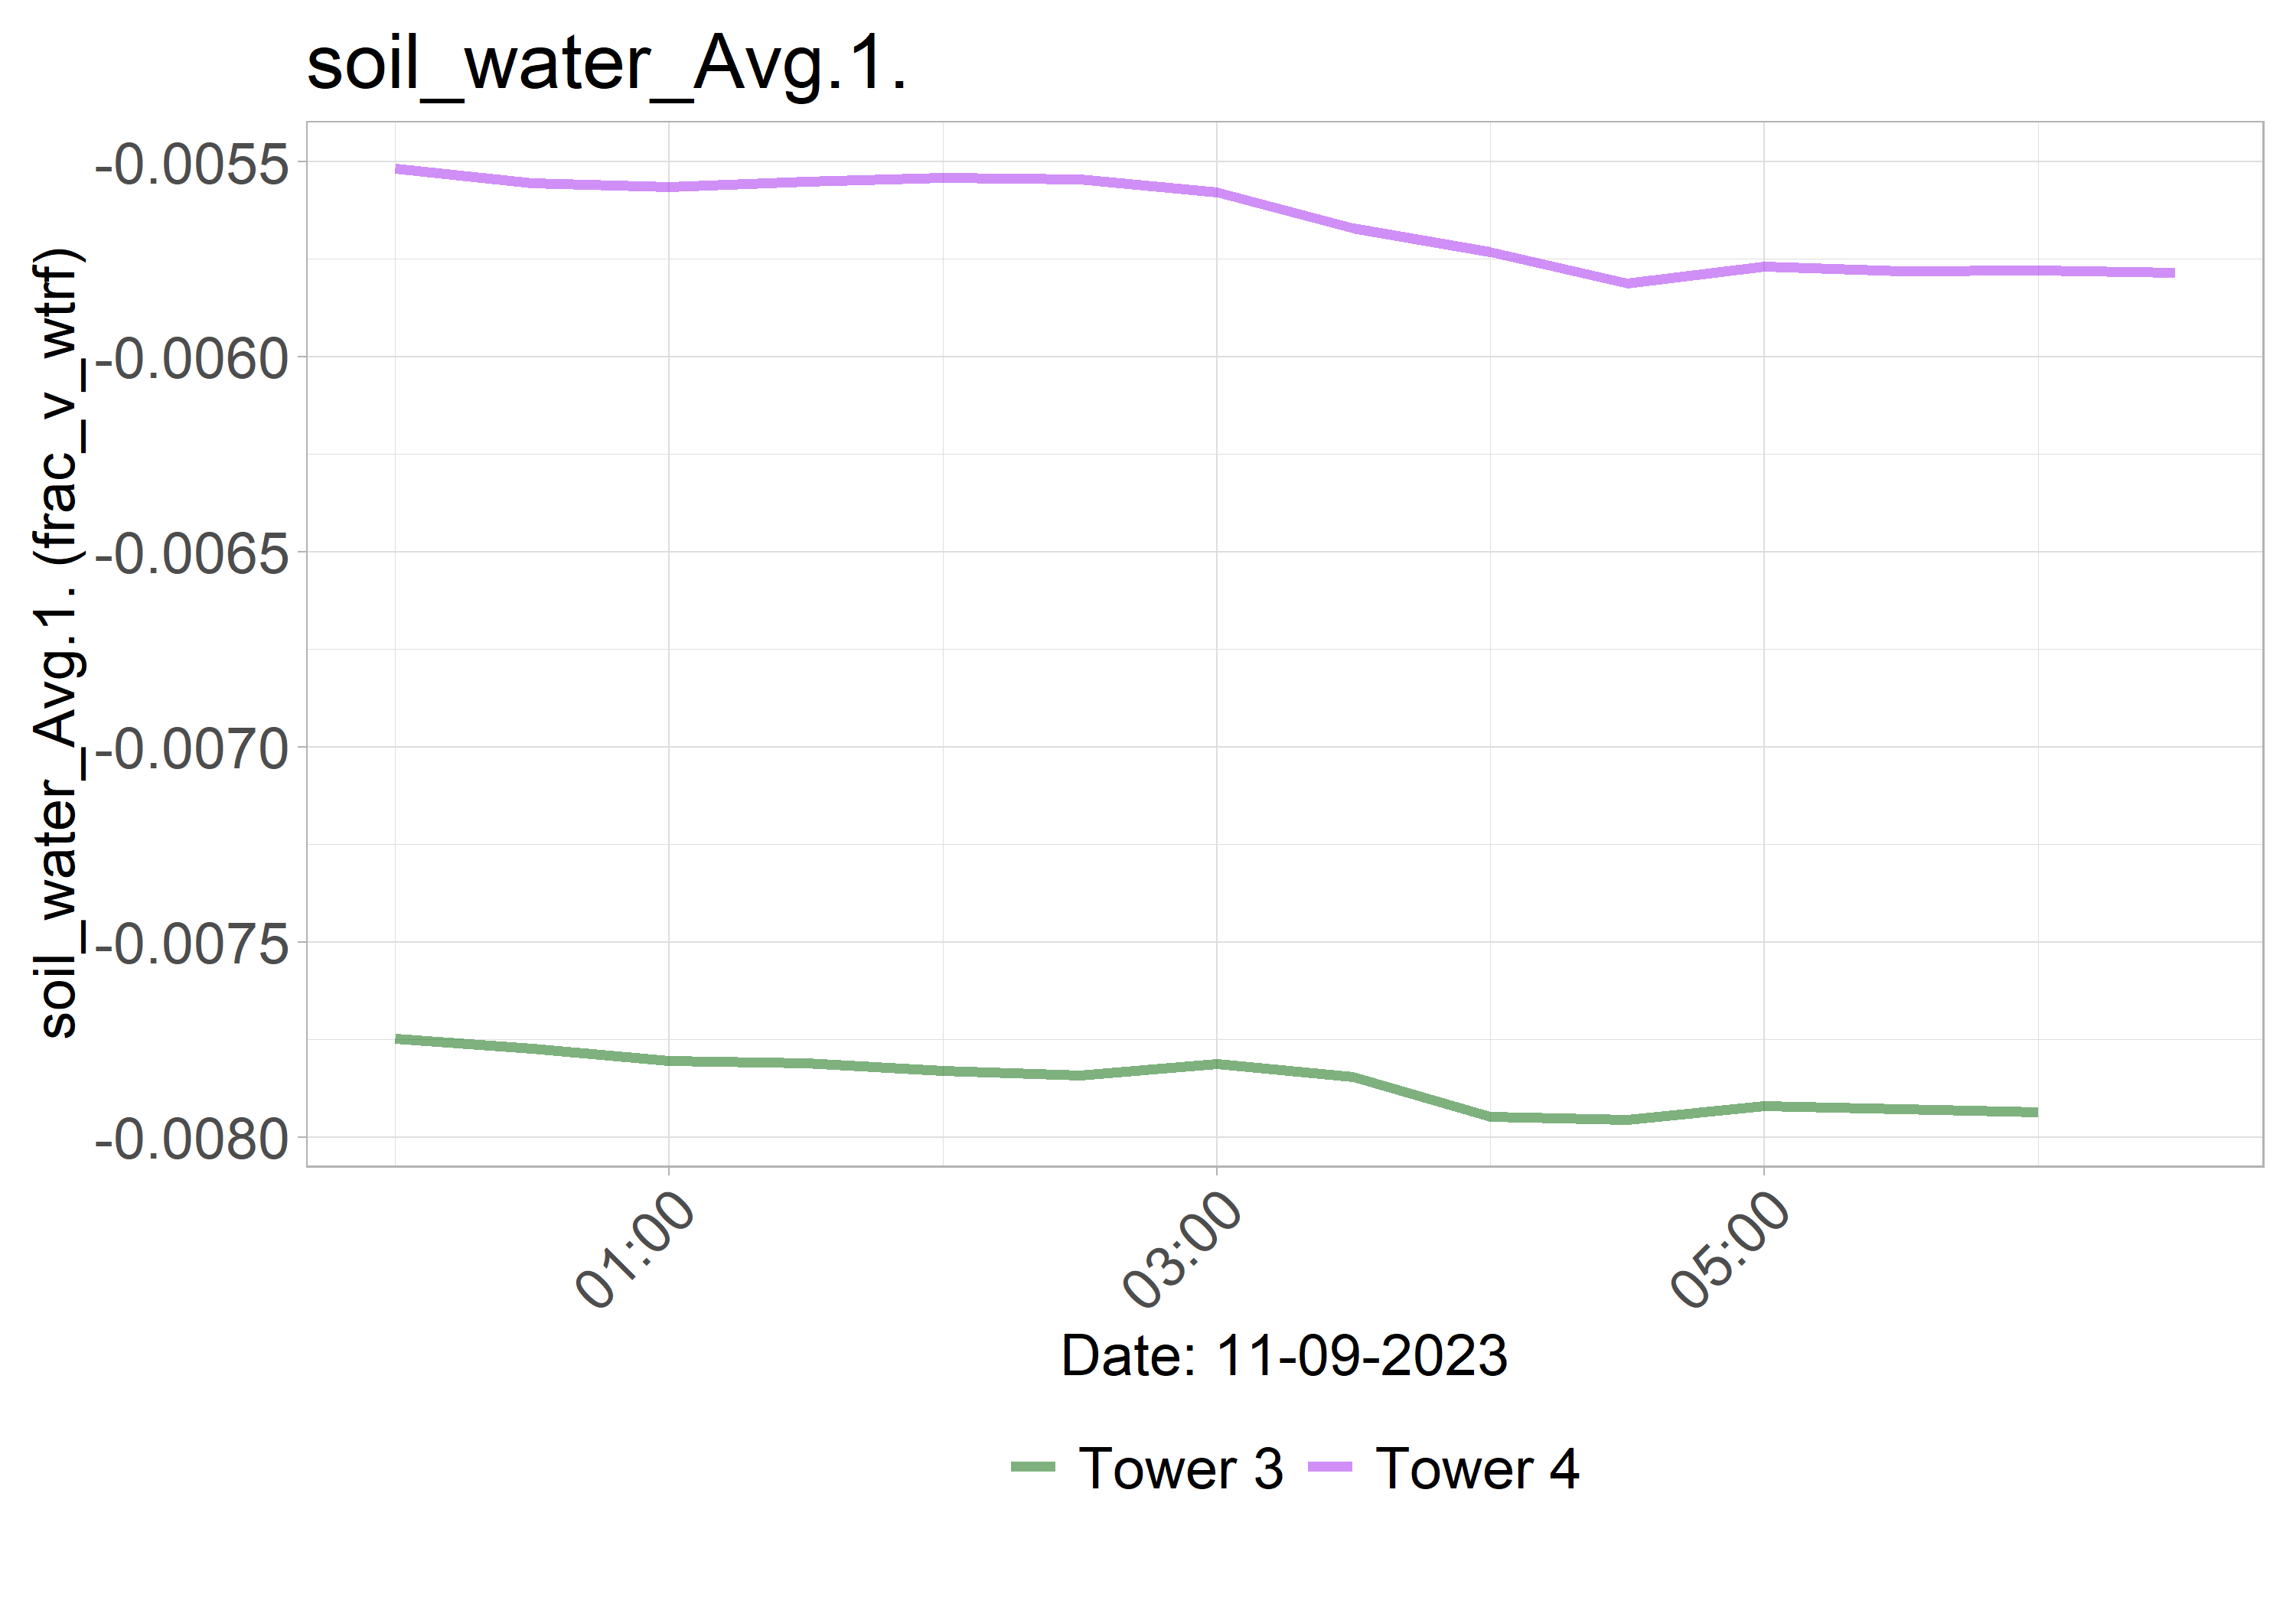 soil_water_Avg.1.
soil_water_Avg.1. (frac_v_wtrf)
-0.0055
-0.0060
-0.0065
-0.0070
-0.0075
-0.0080
01:00
03:00
05:00
Date: 11-09-2023
Tower 3
Tower 4